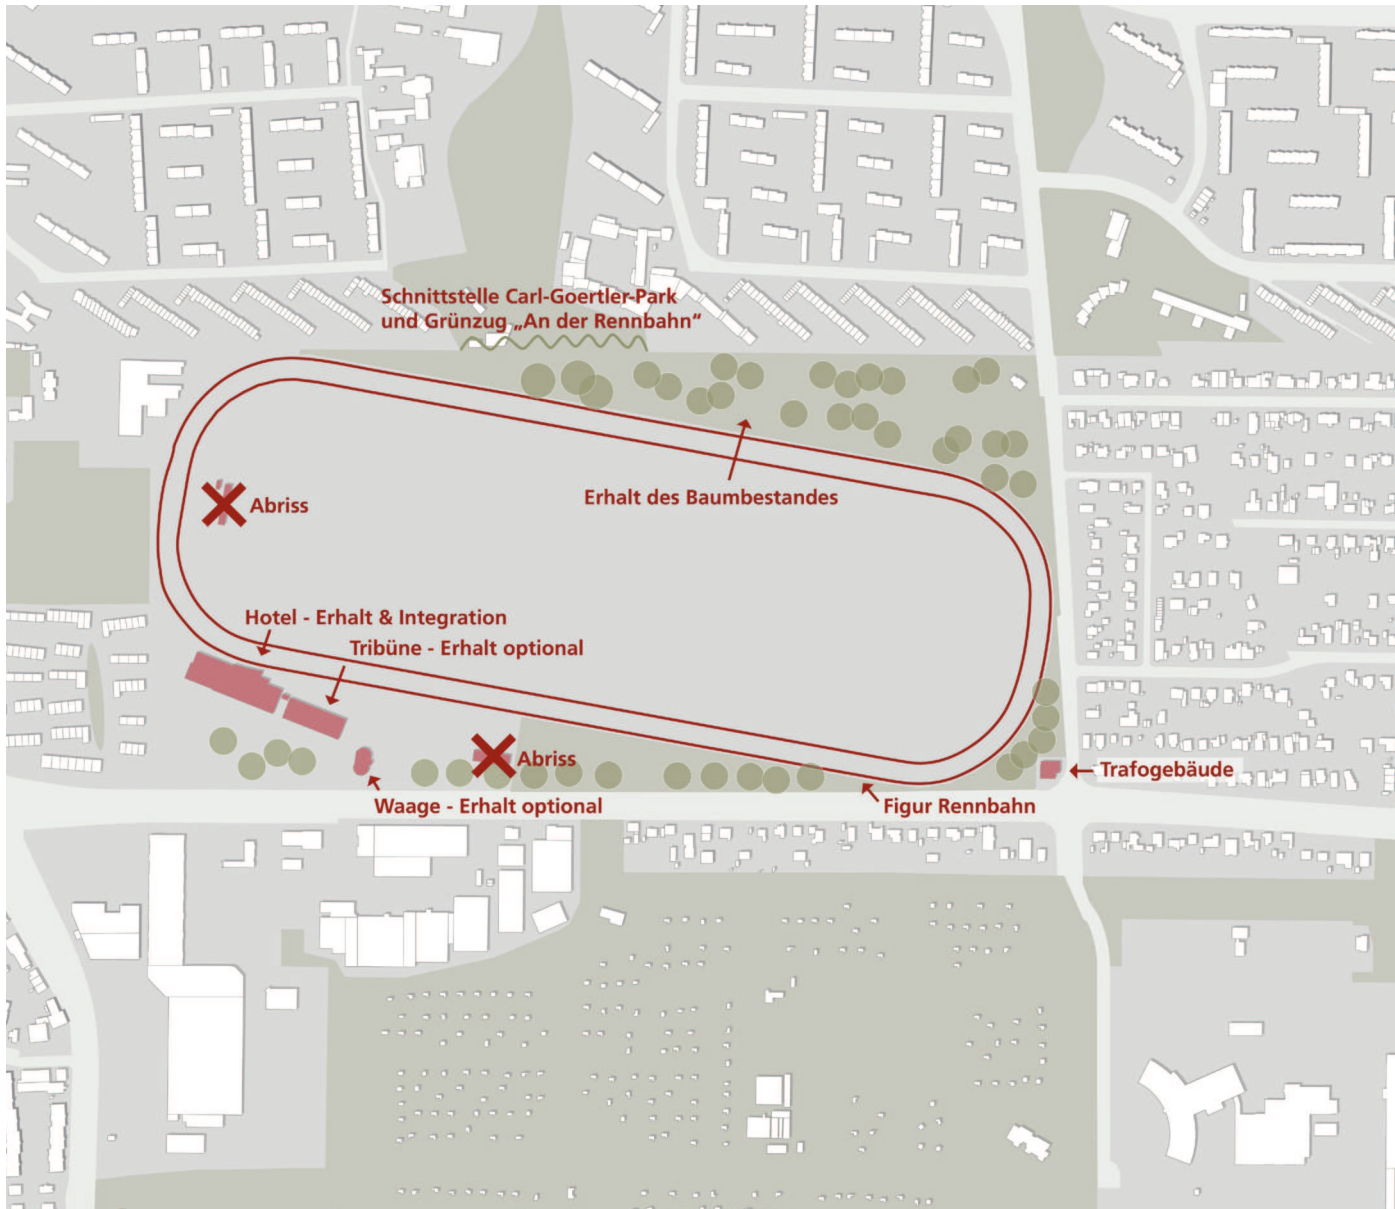 Schnittstelle Carl-Goertler-Park
und Grünzug „An der Rennbahn“
Erhalt des Baumbestandes
Abriss
Hotel - Erhalt & Integration
Tribüne - Erhalt optional
Abriss
Trafogebäude
Waage - Erhalt optional
Figur Rennbahn